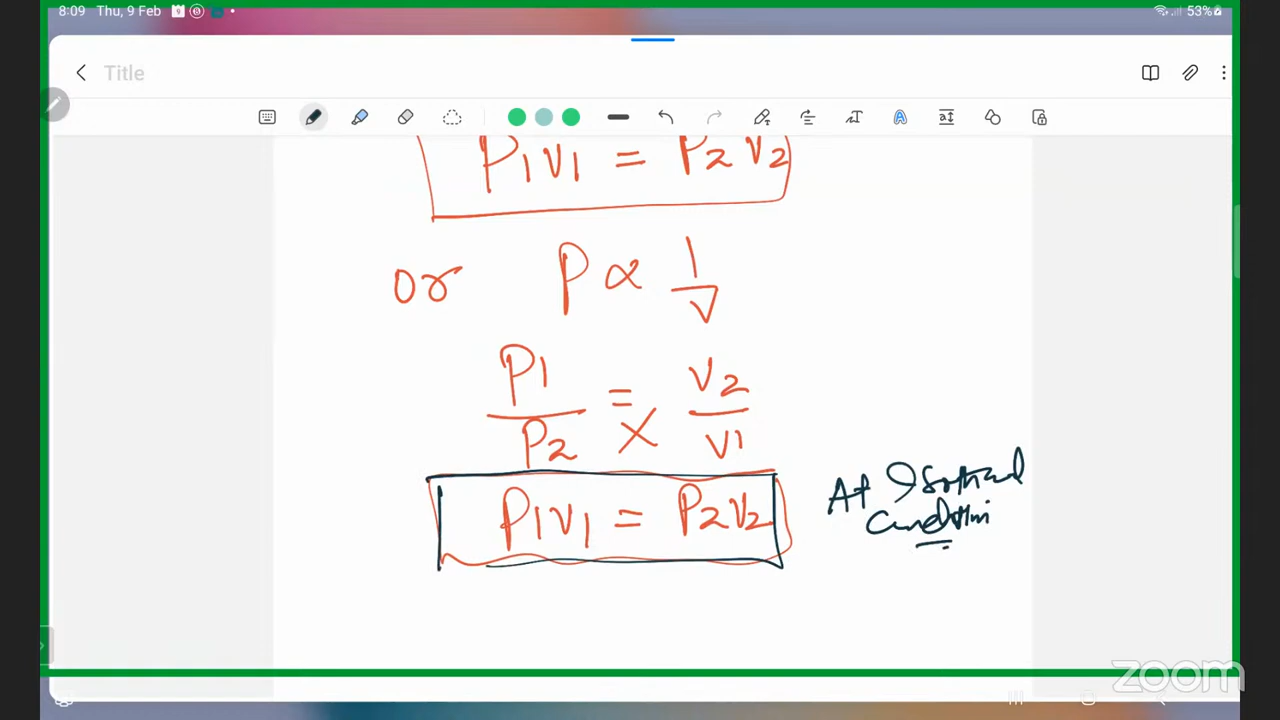 8:09 Thu, 9 Feb
53%
Title
P1V1 = P2V2
or P ∝ 1/V
P1/P2 = V2/V1
P1V1 = P2V2
At Isothermal
Condition
zoom